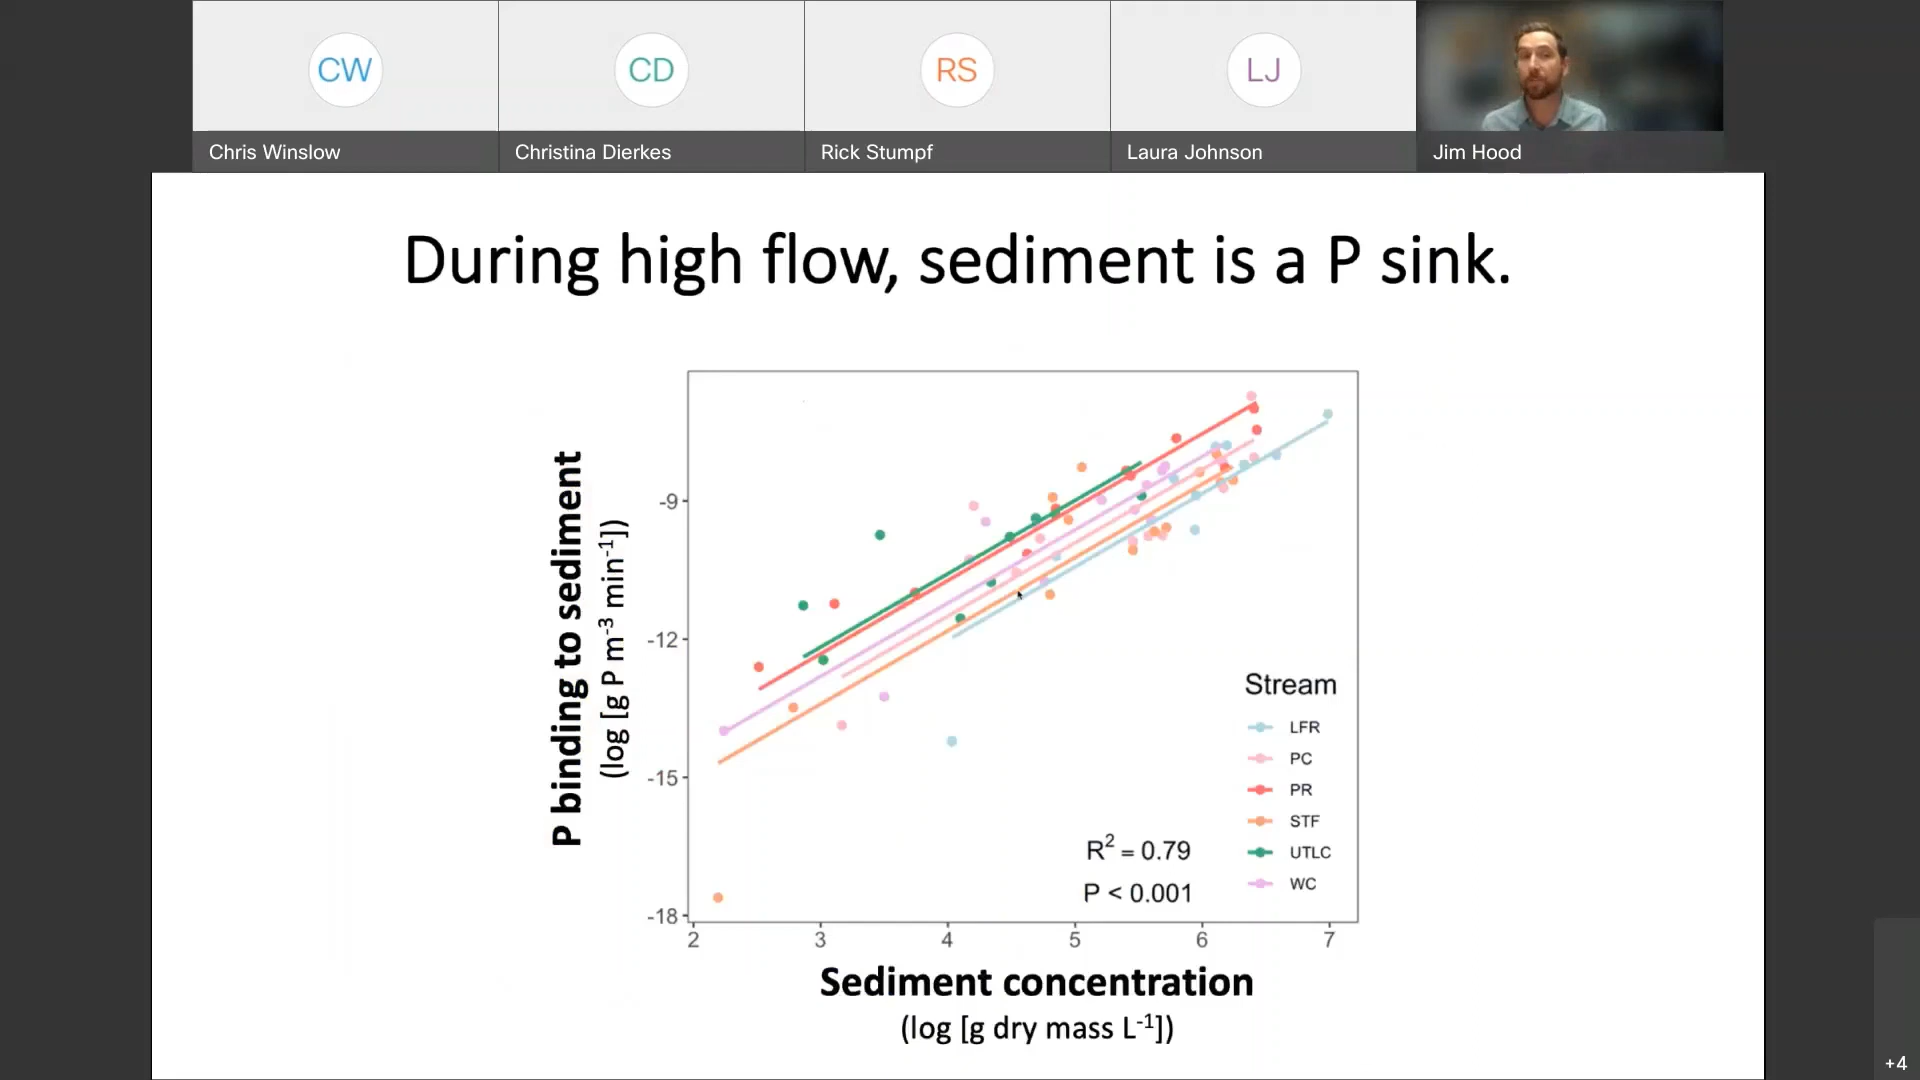 CW
CD
RS
LJ
Chris Winslow
Christina Dierkes
Rick Stumpf
Laura Johnson
Jim Hood
During high flow, sediment is a P sink.
P binding to sediment
(log [g P m-3 min-1])
-9
-12
-15
-18
Stream
LFR
PC
PR
STF
UTLC
WC
R2 = 0.79
P < 0.001
2 3 4 5 6 7
Sediment concentration
(log [g dry mass L-1])
+4